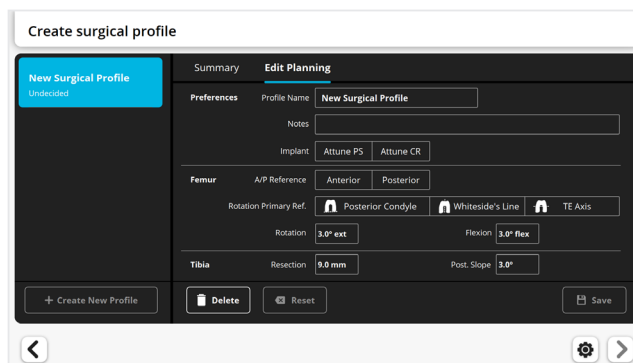 Create surgical profile
New Surgical Profile
Undecided
Summary Edit Planning
Preferences Profile Name New Surgical Profile
Notes
Implant Attune PS Attune CR
Femur A/P Reference Anterior Posterior
Rotation Primary Ref. Posterior Condyle Whiteside's Line TE Axis
Rotation 3.0° ext Flexion 3.0° flex
Tibia Resection 9.0 mm Post. Slope 3.0°
+ Create New Profile Delete Reset Save